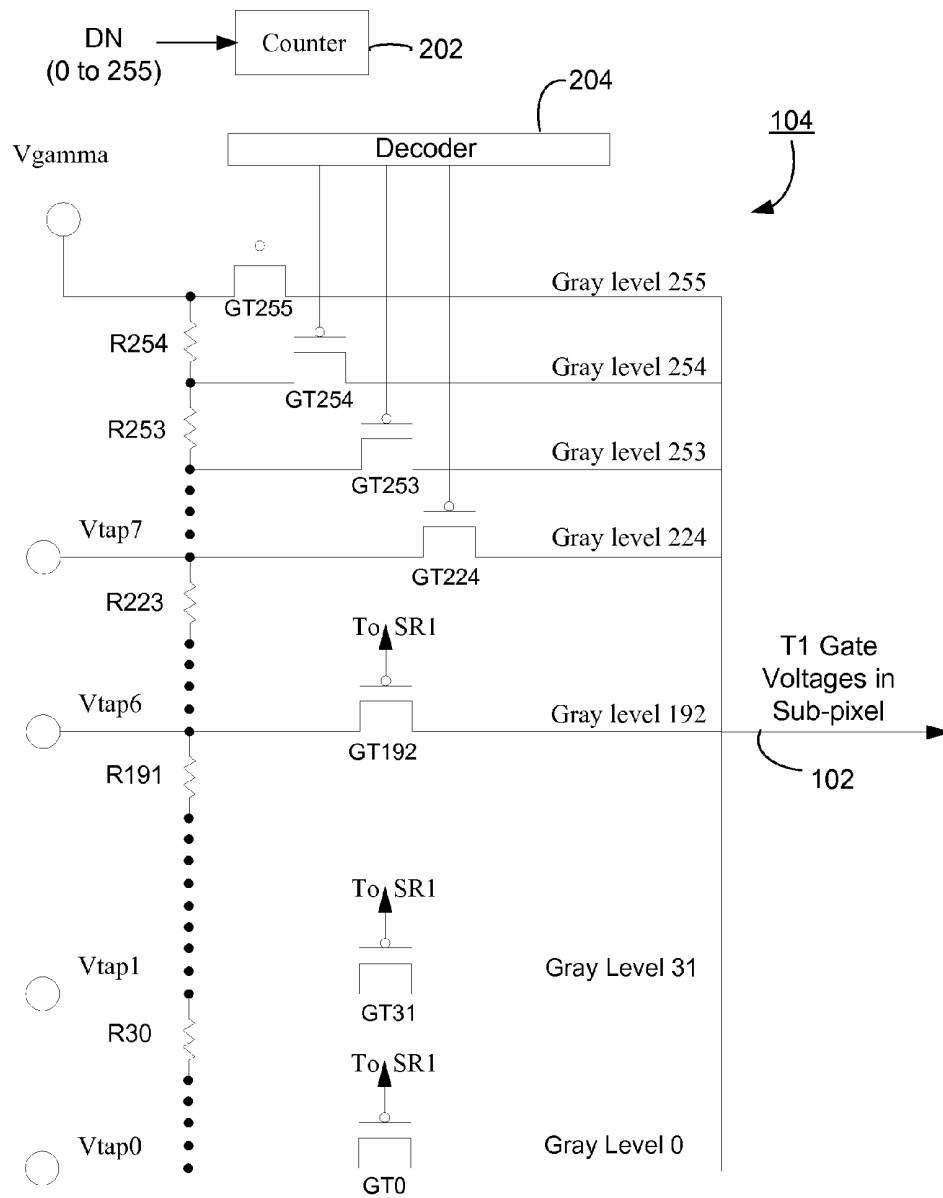 DN
(0 to 255)
Counter
202
204
104
Decoder
Vgamma
Gray level 255
GT255
R254
Gray level 254
GT254
R253
Gray level 253
GT253
Vtap7
Gray level 224
GT224
R223
To SR1
T1 Gate
Voltages in
Sub-pixel
Vtap6
Gray level 192
GT192
R191
102
To SR1
Vtap1
Gray Level 31
GT31
R30
To SR1
Vtap0
Gray Level 0
GT0